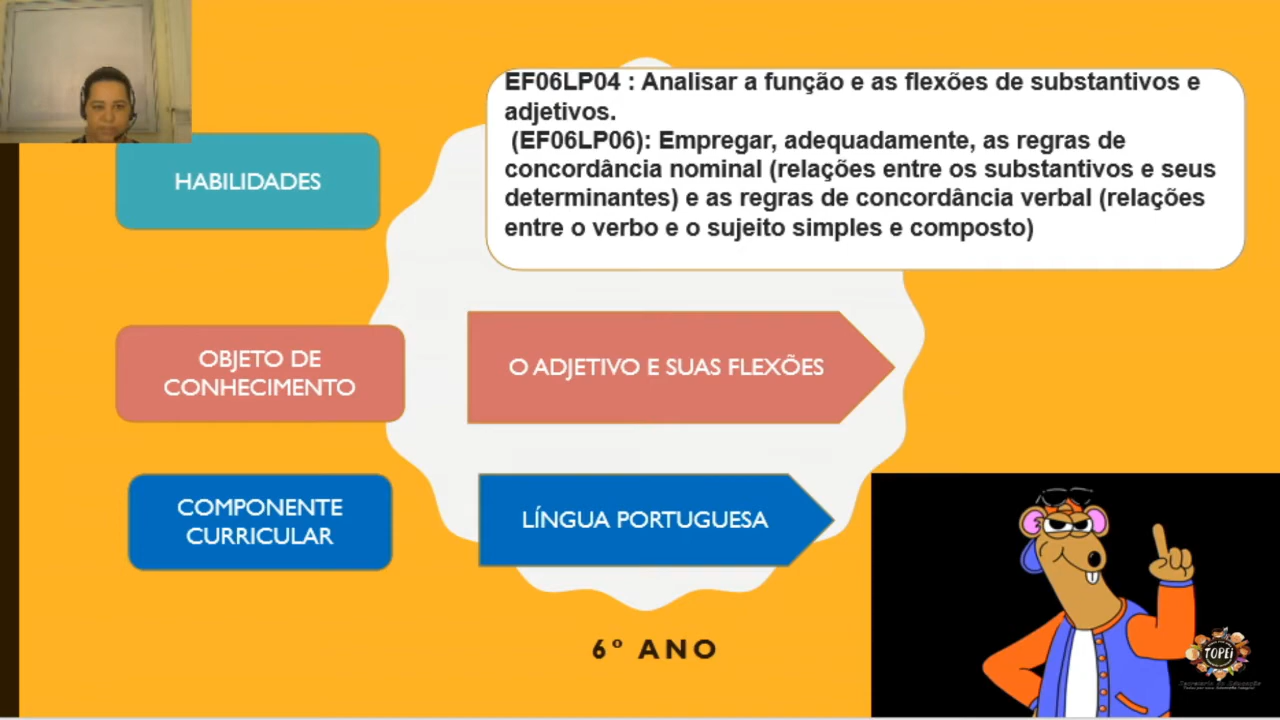 EF06LP04 : Analisar a função e as flexões de substantivos e
adjetivos.
(EF06LP06): Empregar, adequadamente, as regras de
concordância nominal (relações entre os substantivos e seus
determinantes) e as regras de concordância verbal (relações
entre o verbo e o sujeito simples e composto)
HABILIDADES
OBJETO DE
CONHECIMENTO
O ADJETIVO E SUAS FLEXÕES
COMPONENTE
CURRICULAR
LÍNGUA PORTUGUESA
6º ANO
TOPEi